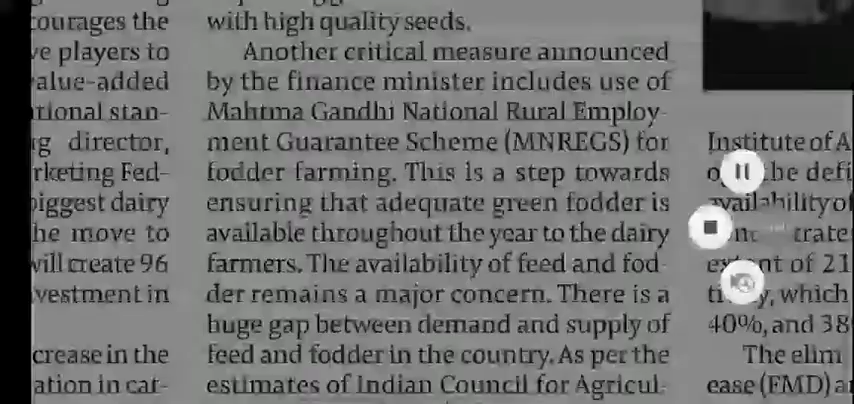 courages the
ve players to
alue-added
tional stan-
g director,
rketing Fed-
biggest dairy
he move to
will create 96
vestment in
crease in the
ation in cat-
with high quality seeds.
Another critical measure announced
by the finance minister includes use of
Mahtma Gandhi National Rural Employ-
ment Guarantee Scheme (MNREGS) for
fodder farming. This is a step towards
ensuring that adequate green fodder is
available throughout the year to the dairy
farmers. The availability of feed and fod-
der remains a major concern. There is a
huge gap between demand and supply of
feed and fodder in the country. As per the
estimates of Indian Council for Agricul-
Institute of A
the defi
availability of
trate
extent of 21
which
40%, and 38
The elim
ease (FMD) a